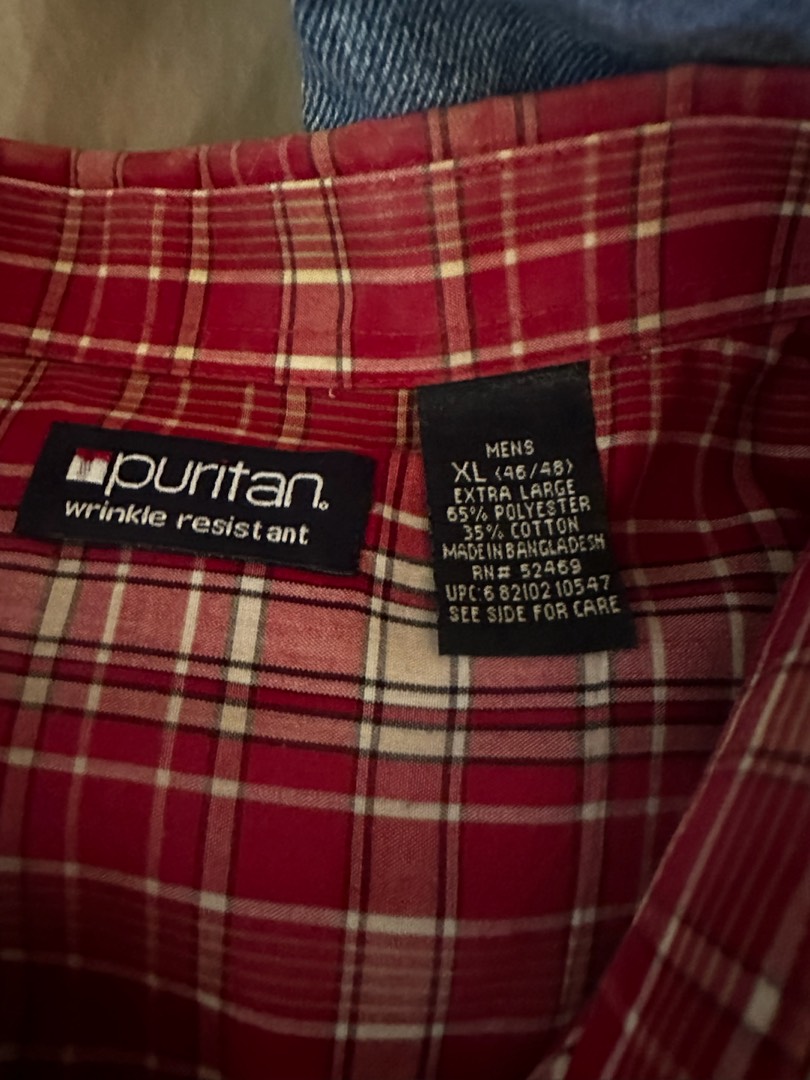 puritan.
wrinkle resistant
MENS
XL (46/48)
EXTRA LARGE
65% POLYESTER
35% COTTON
MADE IN BANGLADESH
RN# 52469
UPC:6 82102 10547
SEE SIDE FOR CARE